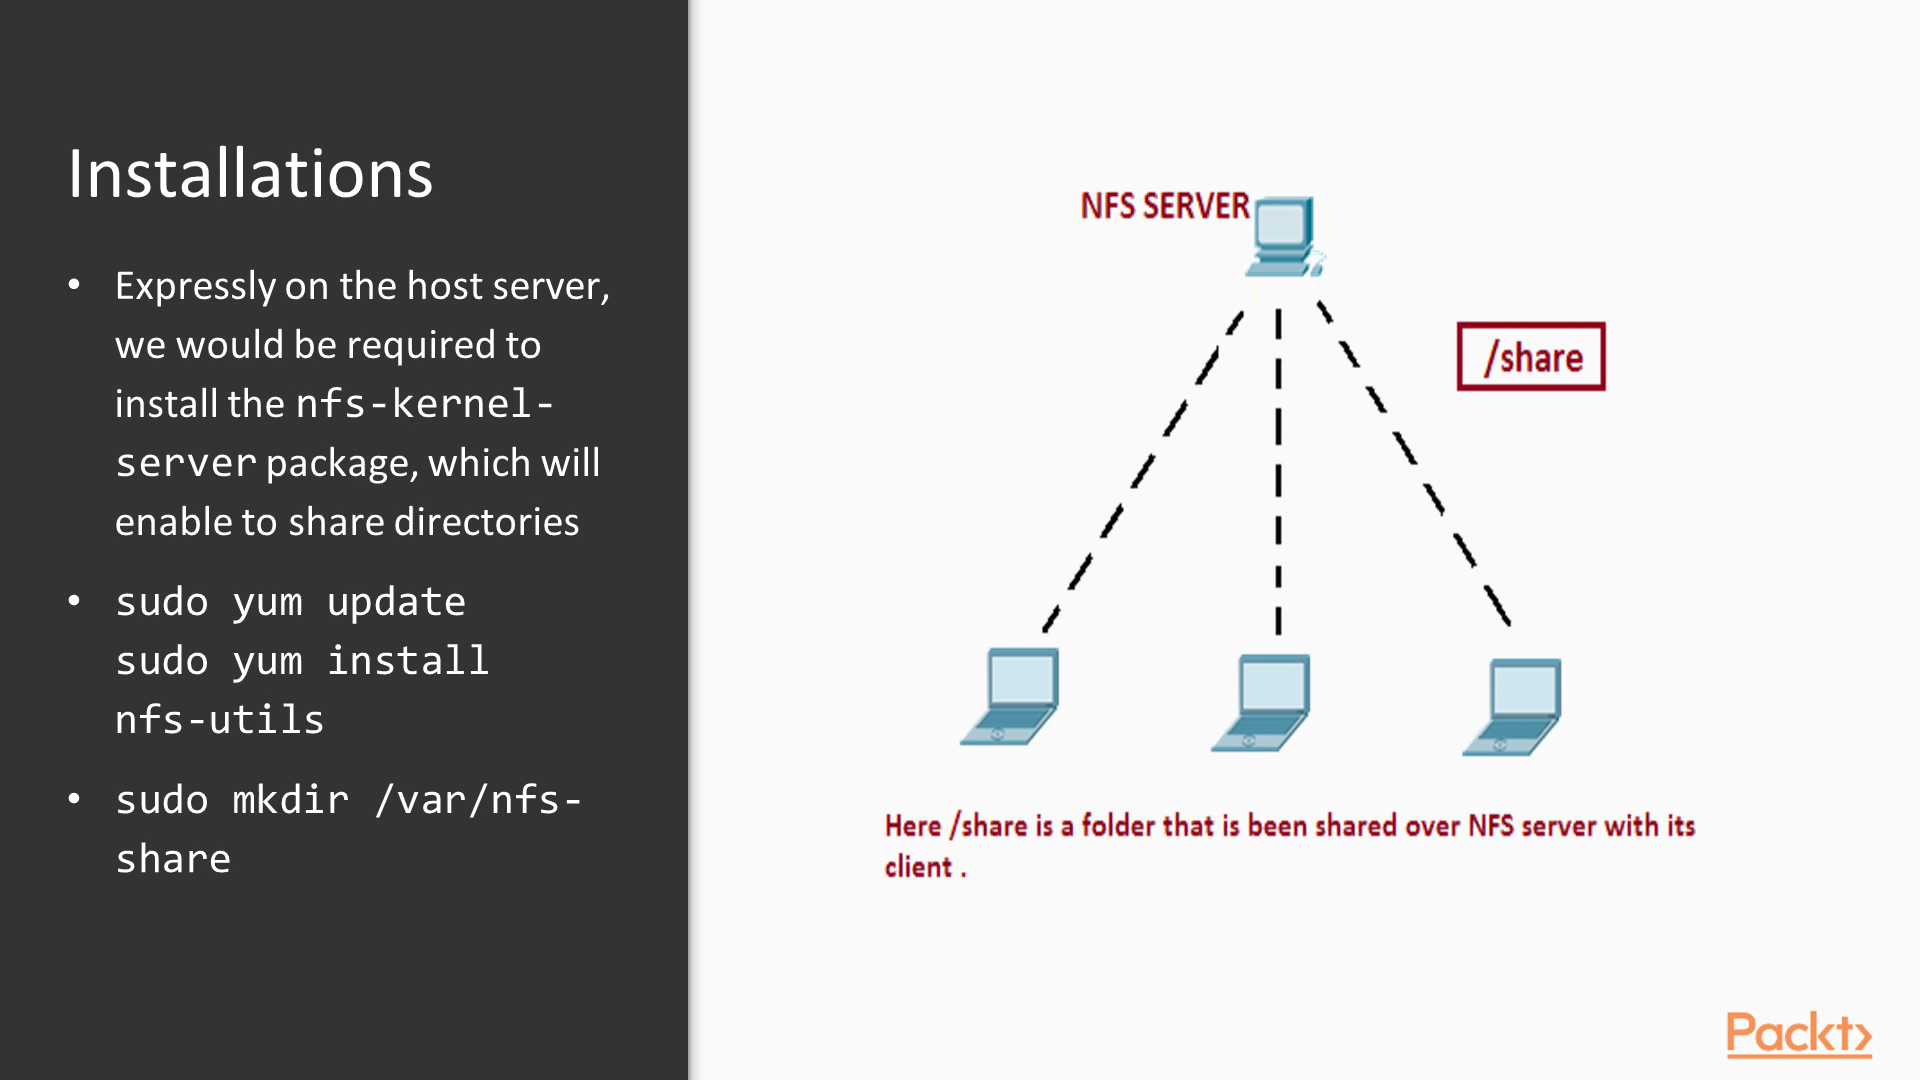 Installations
• Expressly on the host server,
we would be required to
install the nfs-kernel-
server package, which will
enable to share directories
• sudo yum update
sudo yum install
nfs-utils
• sudo mkdir /var/nfs-
share
NFS SERVER
/share
Here /share is a folder that is been shared over NFS server with its
client .
Packt>